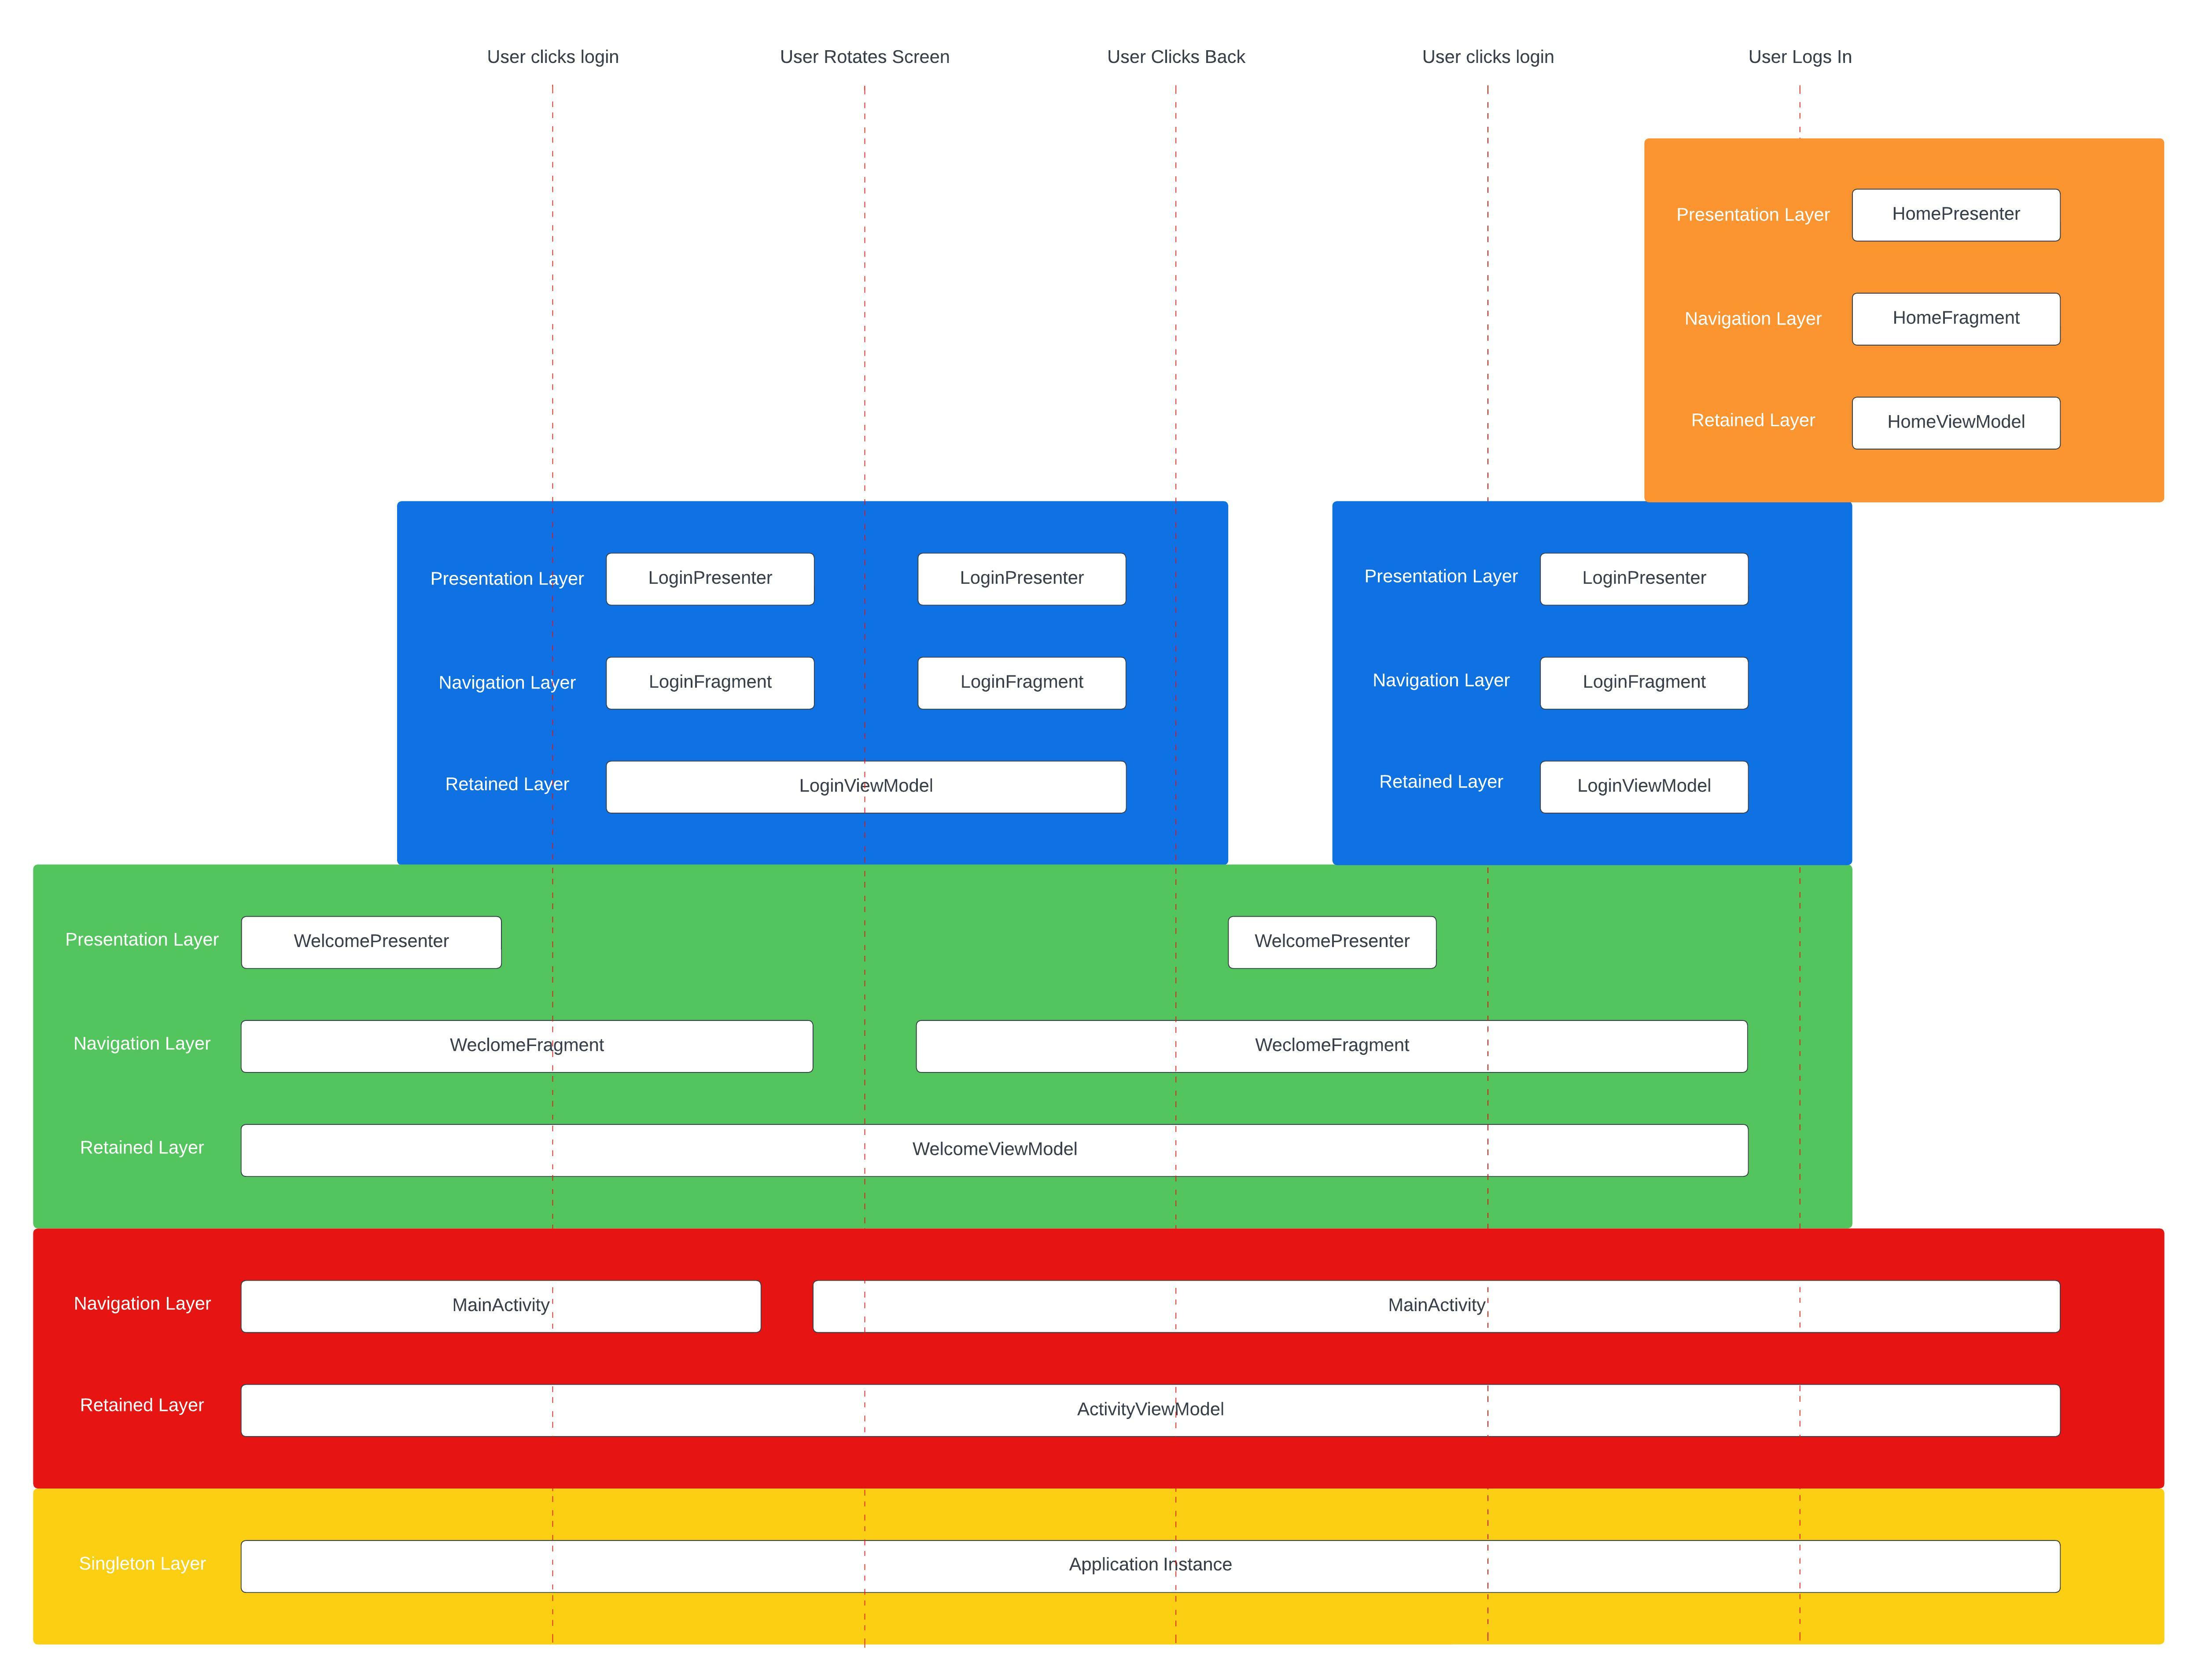 User clicks login
User Rotates Screen
User Clicks Back
User clicks login
User Logs In
Presentation Layer
HomePresenter
Navigation Layer
HomeFragment
Retained Layer
HomeViewModel
Presentation Layer
LoginPresenter
LoginPresenter
Navigation Layer
LoginFragment
LoginFragment
Retained Layer
LoginViewModel
Presentation Layer
LoginPresenter
Navigation Layer
LoginFragment
Retained Layer
LoginViewModel
Presentation Layer
WelcomePresenter
WelcomePresenter
Navigation Layer
WeclomeFragment
WeclomeFragment
Retained Layer
WelcomeViewModel
Navigation Layer
MainActivity
MainActivity
Retained Layer
ActivityViewModel
Singleton Layer
Application Instance